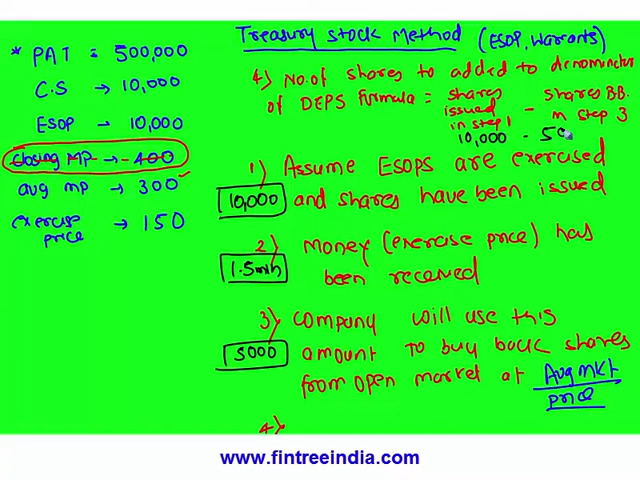 Treasury Stock Method (ESOP, Warrants)
* PAT = 500,000
C.S → 10,000
ESOP → 10,000
closing MP → 400
avg mp → 300
exercise price → 150
4) No. of shares to added to denominator
of DEPS formula = shares issued in step 1 - shares BB. in step 3
10,000 - 50
1) Assume ESOPS are exercised
10,000 and shares have been issued
2) Money (exercise price) has
1.5mn been received
3) Company will use this
5000 amount to buy back shares
from open market at Avg Mkt Price
4)
www.fintreeindia.com